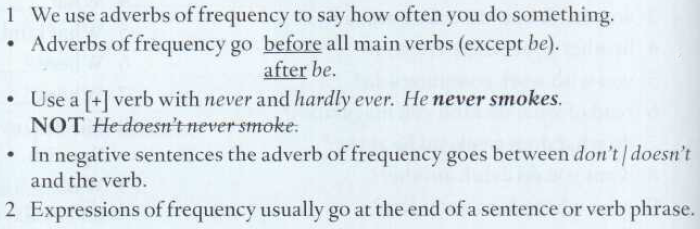 1 We use adverbs of frequency to say how often you do something.
• Adverbs of frequency go before all main verbs (except be).
after be.
• Use a [+] verb with never and hardly ever. He never smokes.
NOT He doesn't never smoke.
• In negative sentences the adverb of frequency goes between don't / doesn't
and the verb.
2 Expressions of frequency usually go at the end of a sentence or verb phrase.